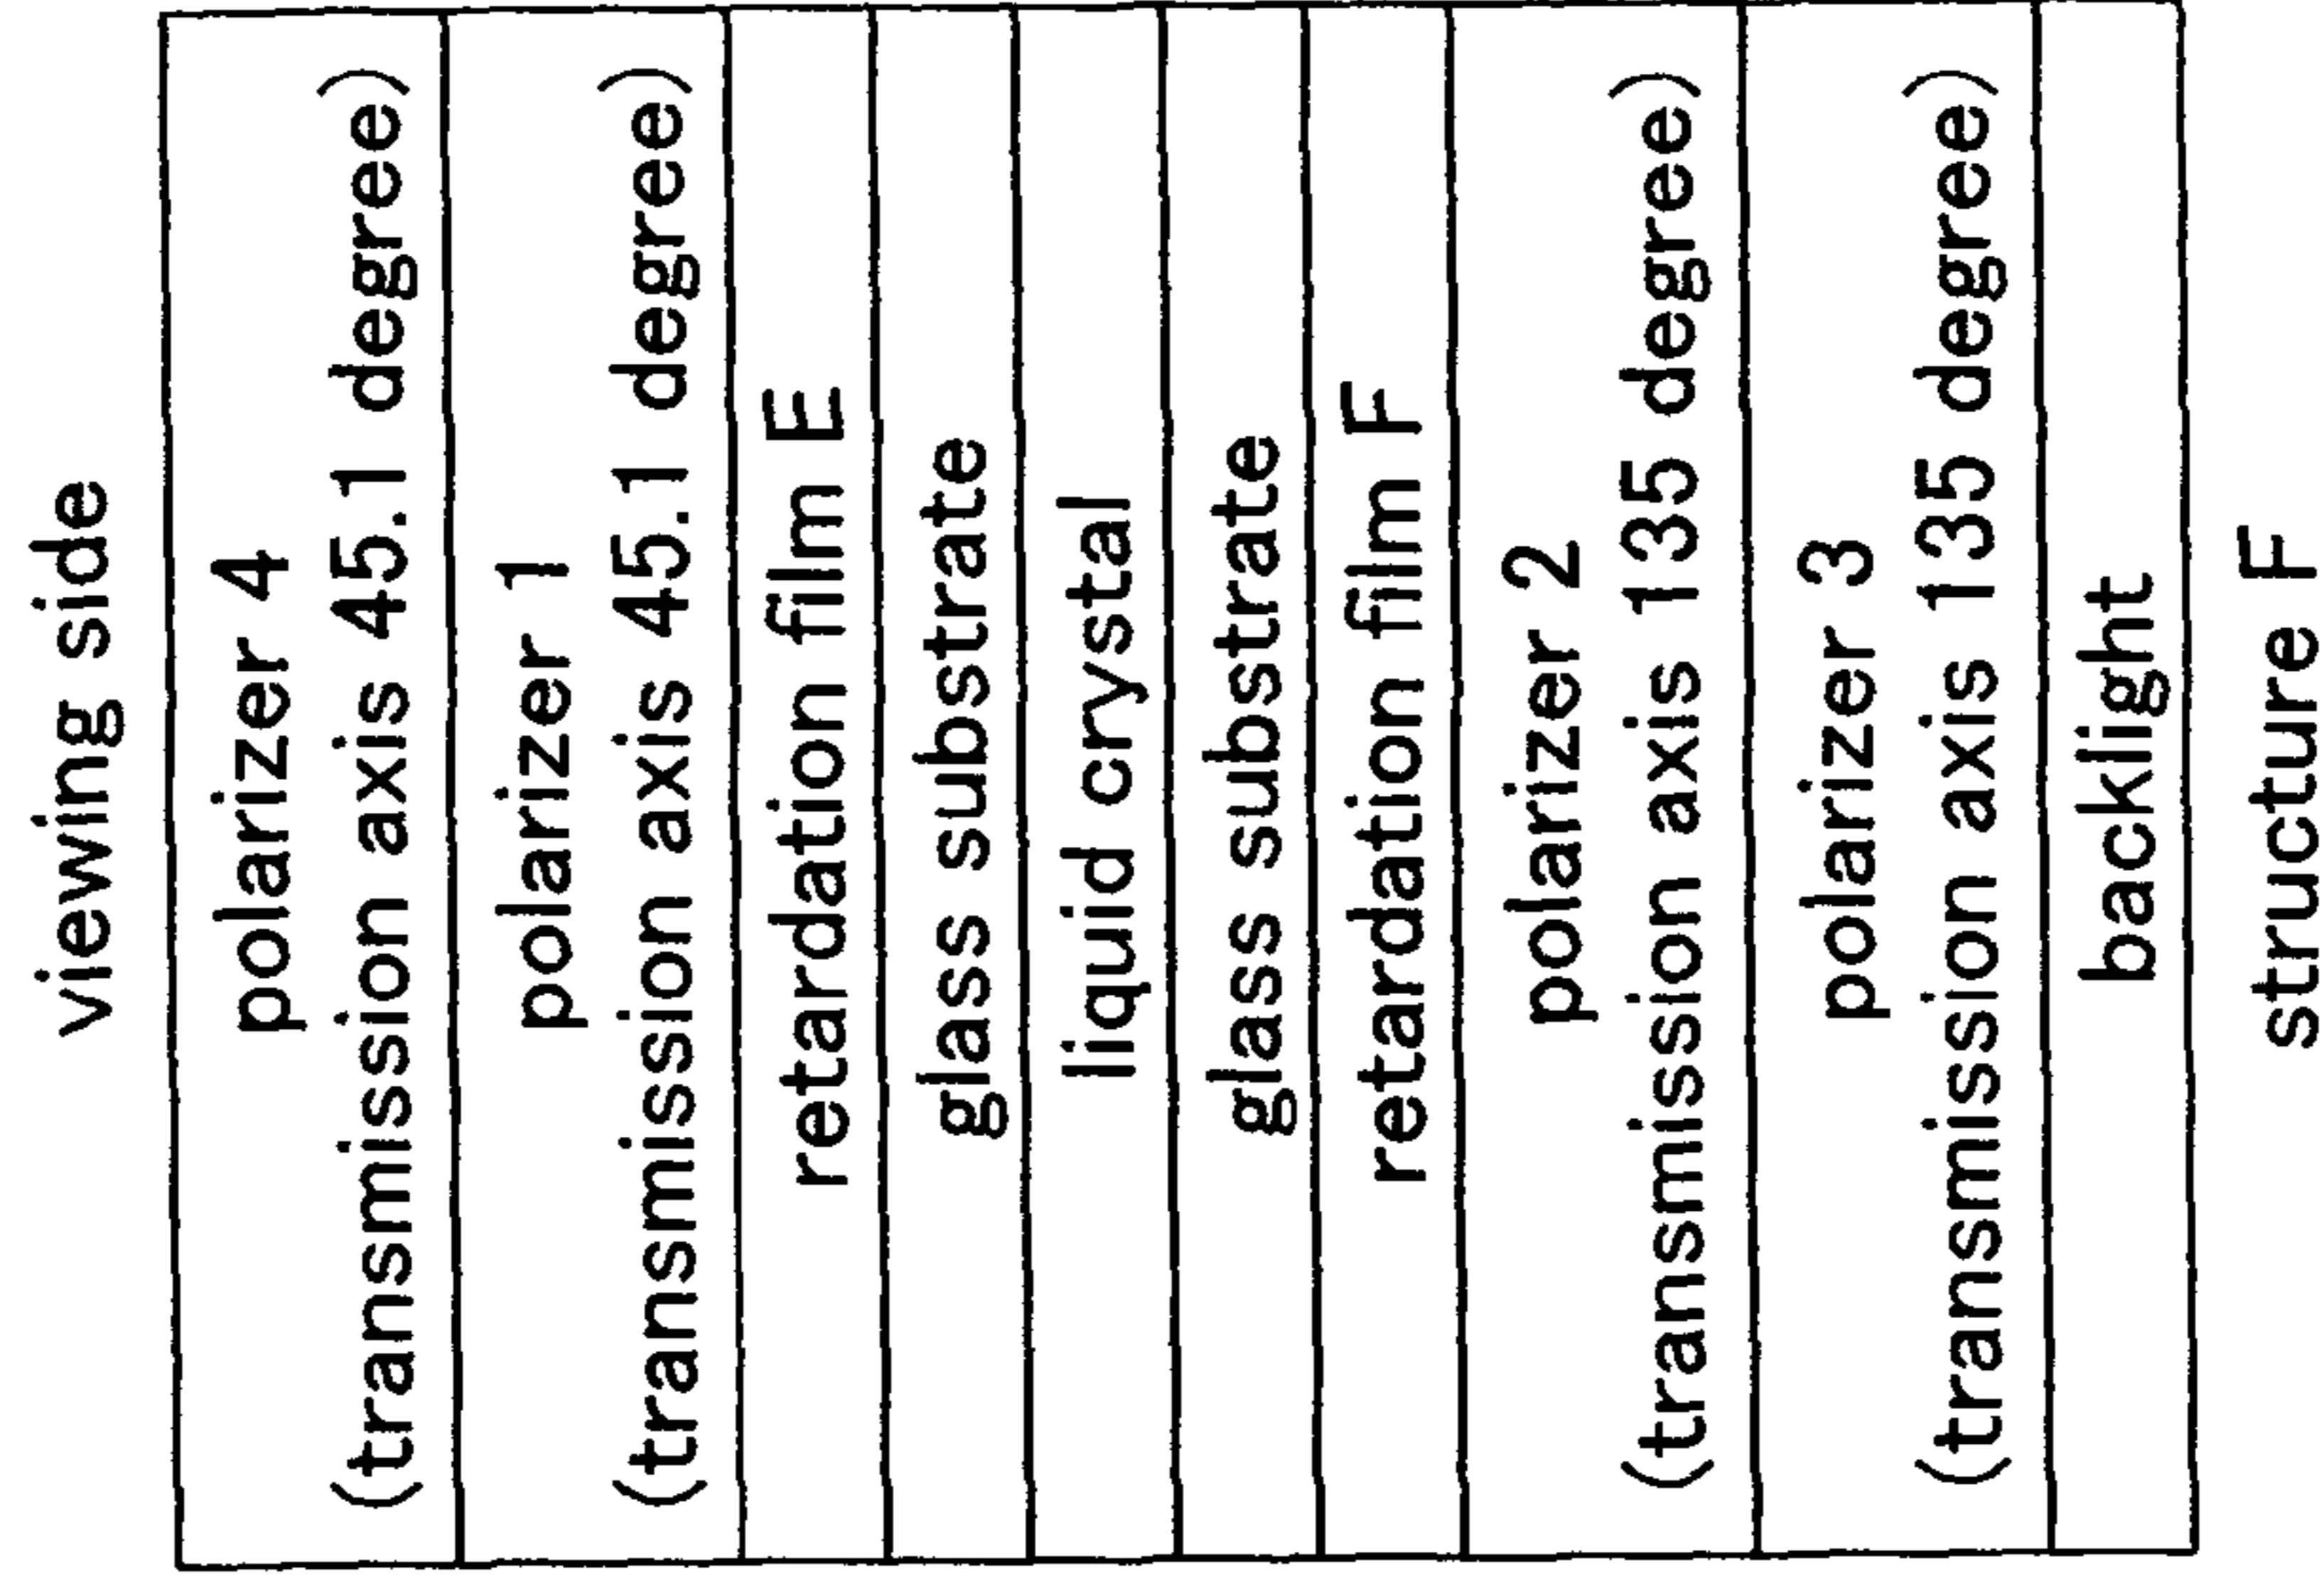 viewing side
polarizer 4
(transmission axis 45.1 degree)
polarizer 1
(transmission axis 45.1 degree)
retardation film E
glass substrate
liquid crystal
glass substrate
retardation film F
polarizer 2
(transmission axis 135 degree)
polarizer 3
(transmission axis 135 degree)
backlight
structure F